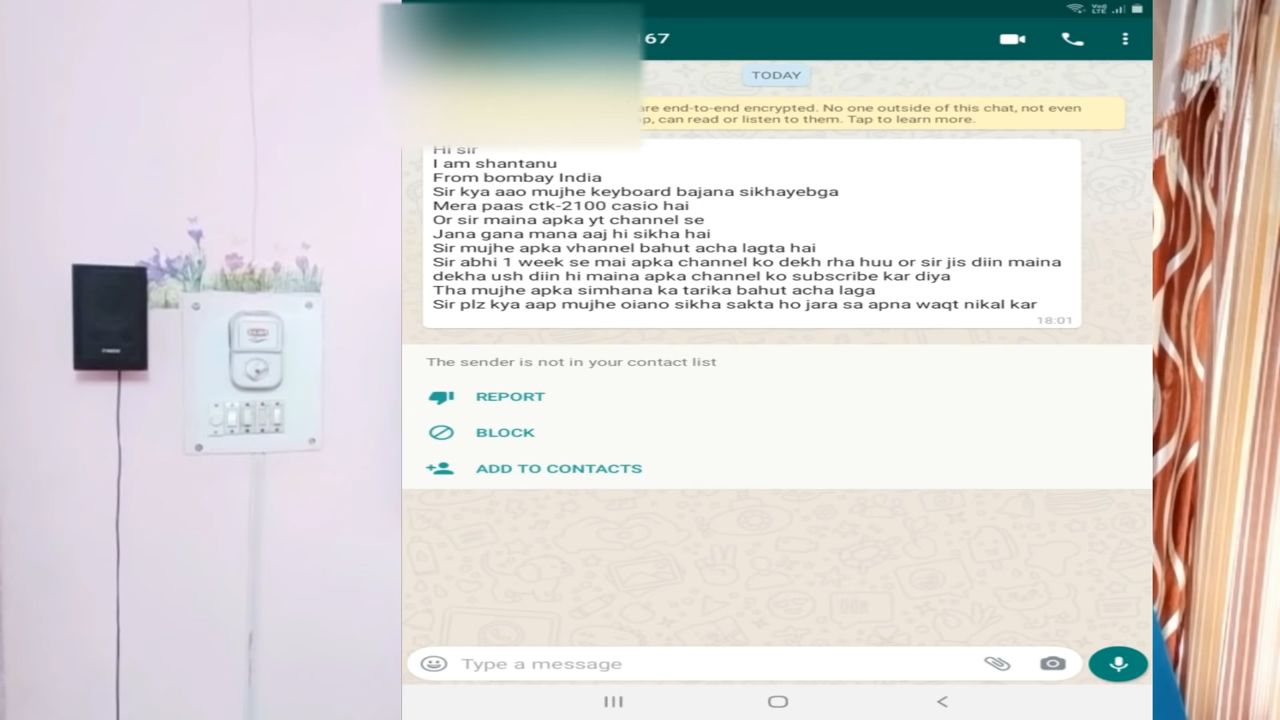 67
TODAY
are end-to-end encrypted. No one outside of this chat, not even
p, can read or listen to them. Tap to learn more.
Hi sir
I am shantanu
From bombay India
Sir kya aao mujhe keyboard bajana sikhayebga
Mera paas ctk-2100 casio hai
Or sir maina apka yt channel se
Jana gana mana aaj hi sikha hai
Sir mujhe apka vhannel bahut acha lagta hai
Sir abhi 1 week se mai apka channel ko dekh rha huu or sir jis diin maina
dekha ush diin hi maina apka channel ko subscribe kar diya
Tha mujhe apka simhana ka tarika bahut acha laga
Sir plz kya aap mujhe oiano sikha sakta ho jara sa apna waqt nikal kar
18:01
The sender is not in your contact list
REPORT
BLOCK
ADD TO CONTACTS
Type a message